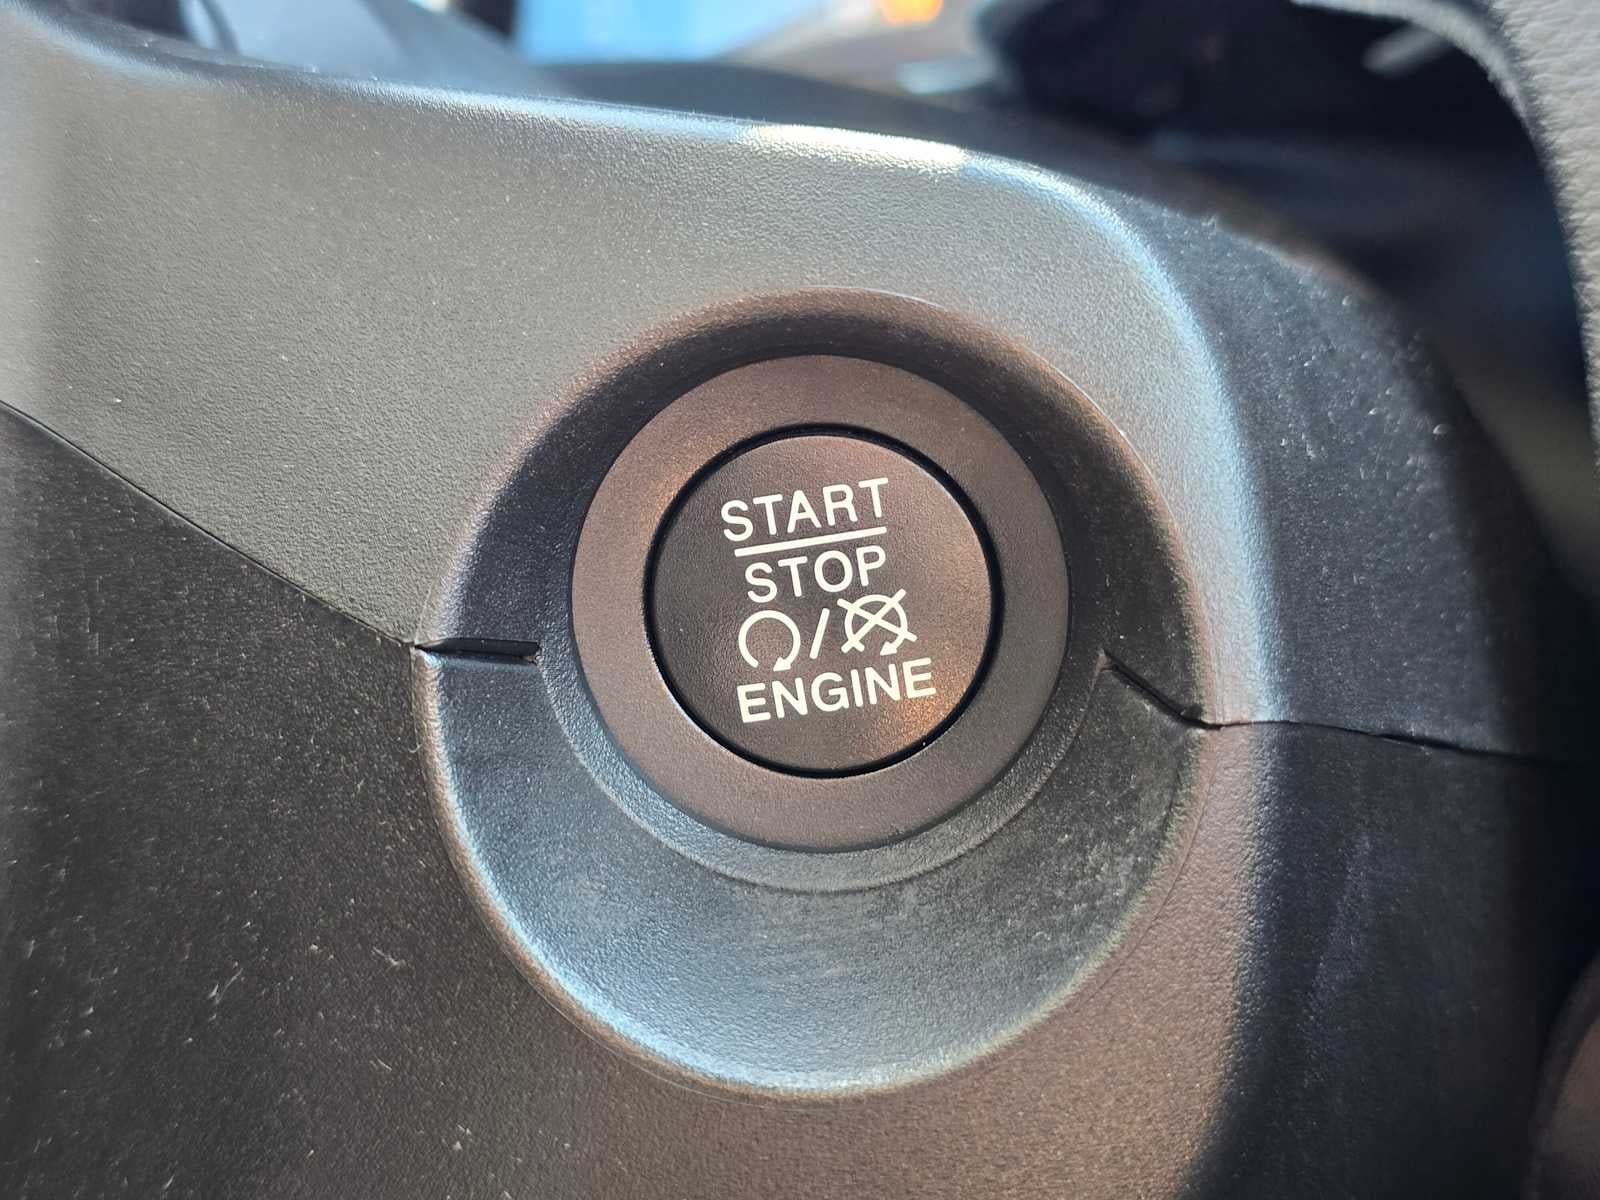 START
STOP
/
ENGINE